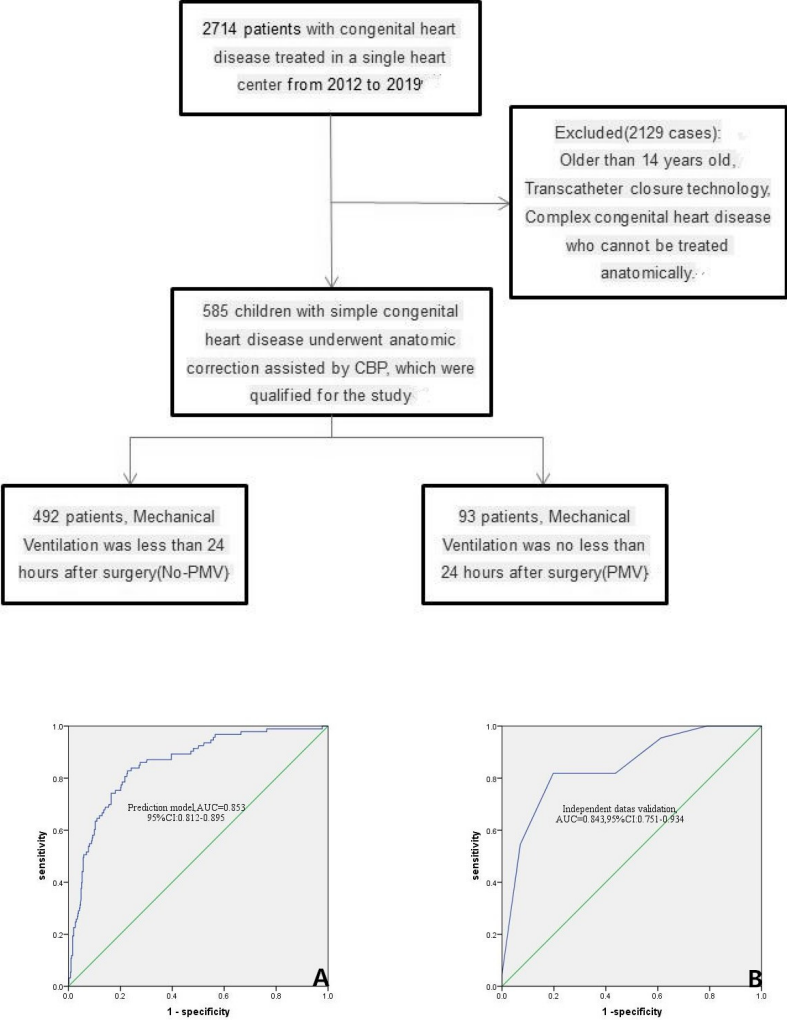 2714 patients with congenital heart
disease treated in a single heart
center from 2012 to 2019
Excluded(2129 cases):
Older than 14 years old,
Transcatheter closure technology,
Complex congenital heart disease
who cannot be treated
anatomically.
585 children with simple congenital
heart disease underwent anatomic
correction assisted by CBP, which were
qualified for the study
492 patients, Mechanical
Ventilation was less than 24
hours after surgery(No-PMV}
93 patients, Mechanical
Ventilation was no less than
24 hours after surgery(PMV}
1.0
0.8
0.6
0.4
0.2
0.0
sensitivity
Prediction model,AUC=0.853
95%CI:0.812-0.895
A
0.0 0.2 0.4 0.6 0.8 1.0
1 - specificity
1.0
0.8
0.6
0.4
0.2
0.0
sensitivity
Independent datas validation,
AUC=0.843,95%CI:0.751-0.934
B
0.0 0.2 0.4 0.6 0.8 1.0
1 -specificity